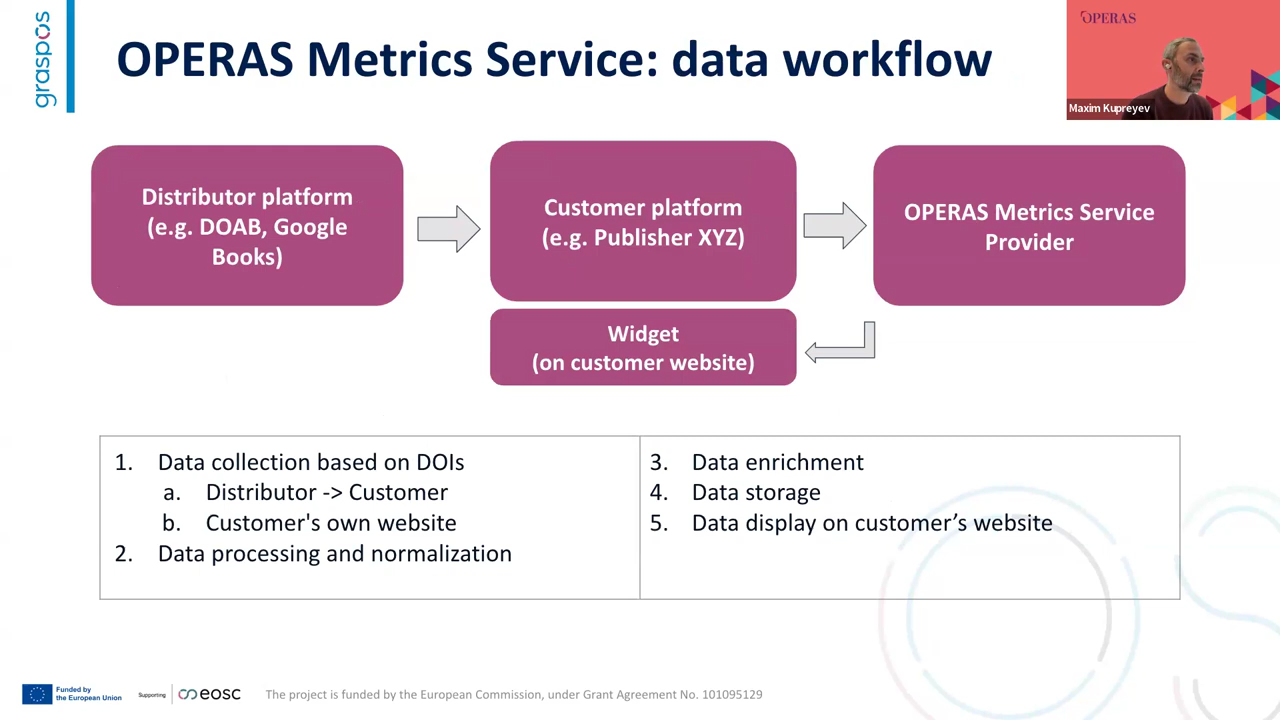 graspos
OPERAS Metrics Service: data workflow
OPERAS
Maxim Kupreyev
Distributor platform
(e.g. DOAB, Google
Books)
Customer platform
(e.g. Publisher XYZ)
OPERAS Metrics Service
Provider
Widget
(on customer website)
1. Data collection based on DOIs
a. Distributor -> Customer
b. Customer's own website
2. Data processing and normalization
3. Data enrichment
4. Data storage
5. Data display on customer’s website
Funded by
the European Union
Supporting
eosc
The project is funded by the European Commission, under Grant Agreement No. 101095129